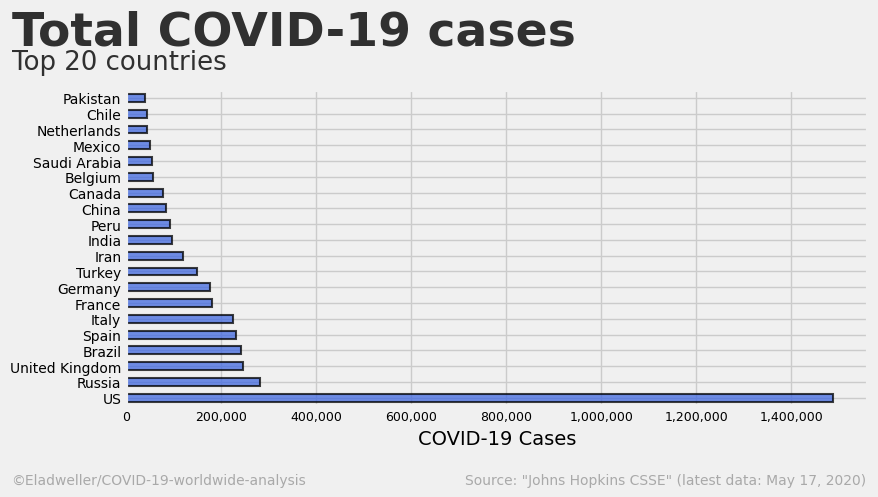 Total COVID-19 cases
Top 20 countries
Pakistan
Chile
Netherlands
Mexico
Saudi Arabia
Belgium
Canada
China
Peru
India
Iran
Turkey
Germany
France
Italy
Spain
Brazil
United Kingdom
Russia
US
0 200,000 400,000 600,000 800,000 1,0000,000 1,200,000 1,400,000
COVID-19 Cases
©Eladweller/COVID-19-worldwide-analysis Source: "Johns Hopkins CSSE" (latest data: May 17, 2020)